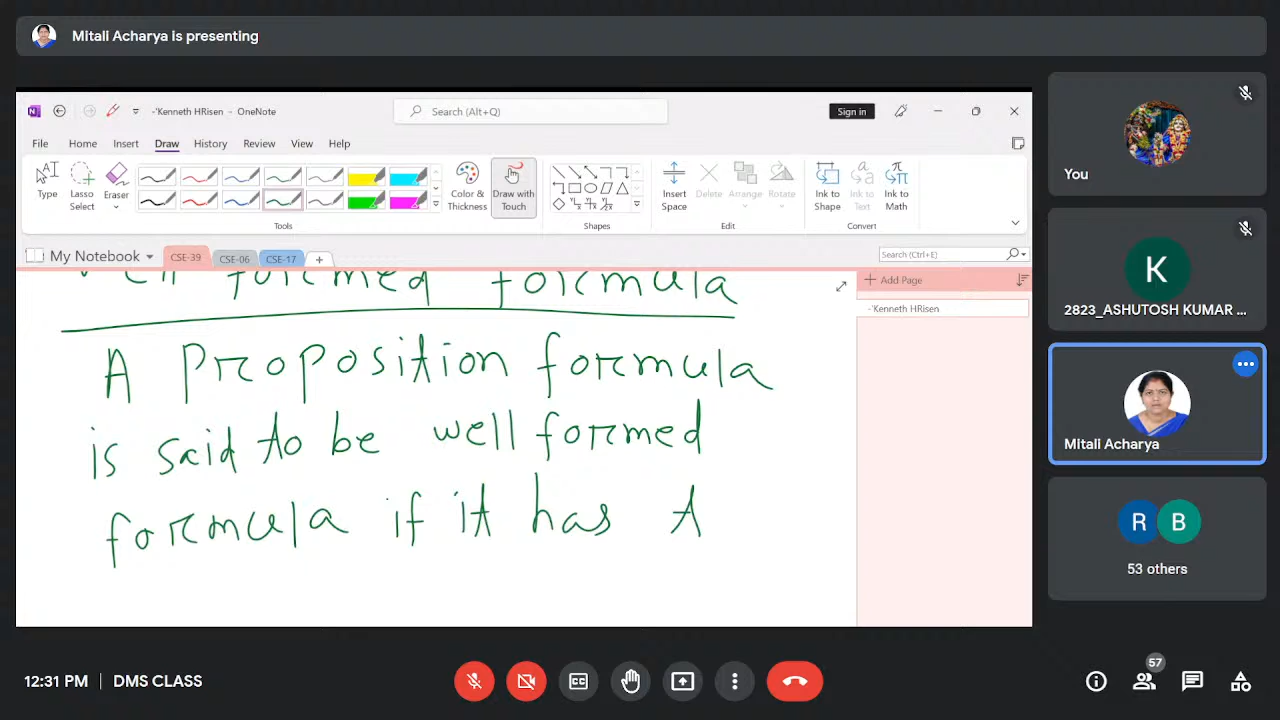 Mitali Acharya is presenting
-'Kenneth HRisen - OneNote
Search (Alt+Q)
Sign in
File Home Insert Draw History Review View Help
Type
Lasso Select
Eraser
Color & Thickness
Draw with Touch
Insert Space
Delete
Arrange
Rotate
Ink to Shape
Ink to Text
Ink to Math
Tools Shapes Edit Convert
My Notebook CSE-39 CSE-06 CSE-17 +
Search (Ctrl+E)
Add Page
-'Kenneth HRisen
formed formula
A Proposition formula
is said to be well formed
formula if it has t
You
K
2823_ASHUTOSH KUMAR ...
Mitali Acharya
R B
53 others
12:31 PM | DMS CLASS
57